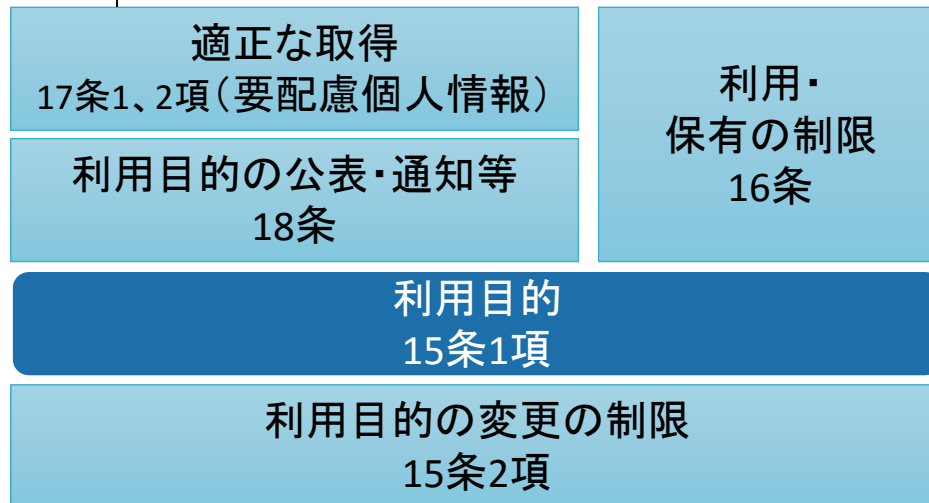 適正な取得
17条1、2項（要配慮個人情報）
利用目的の公表・通知等
18条
利用・
保有の制限
16条
利用目的
15条1項
利用目的の変更の制限
15条2項